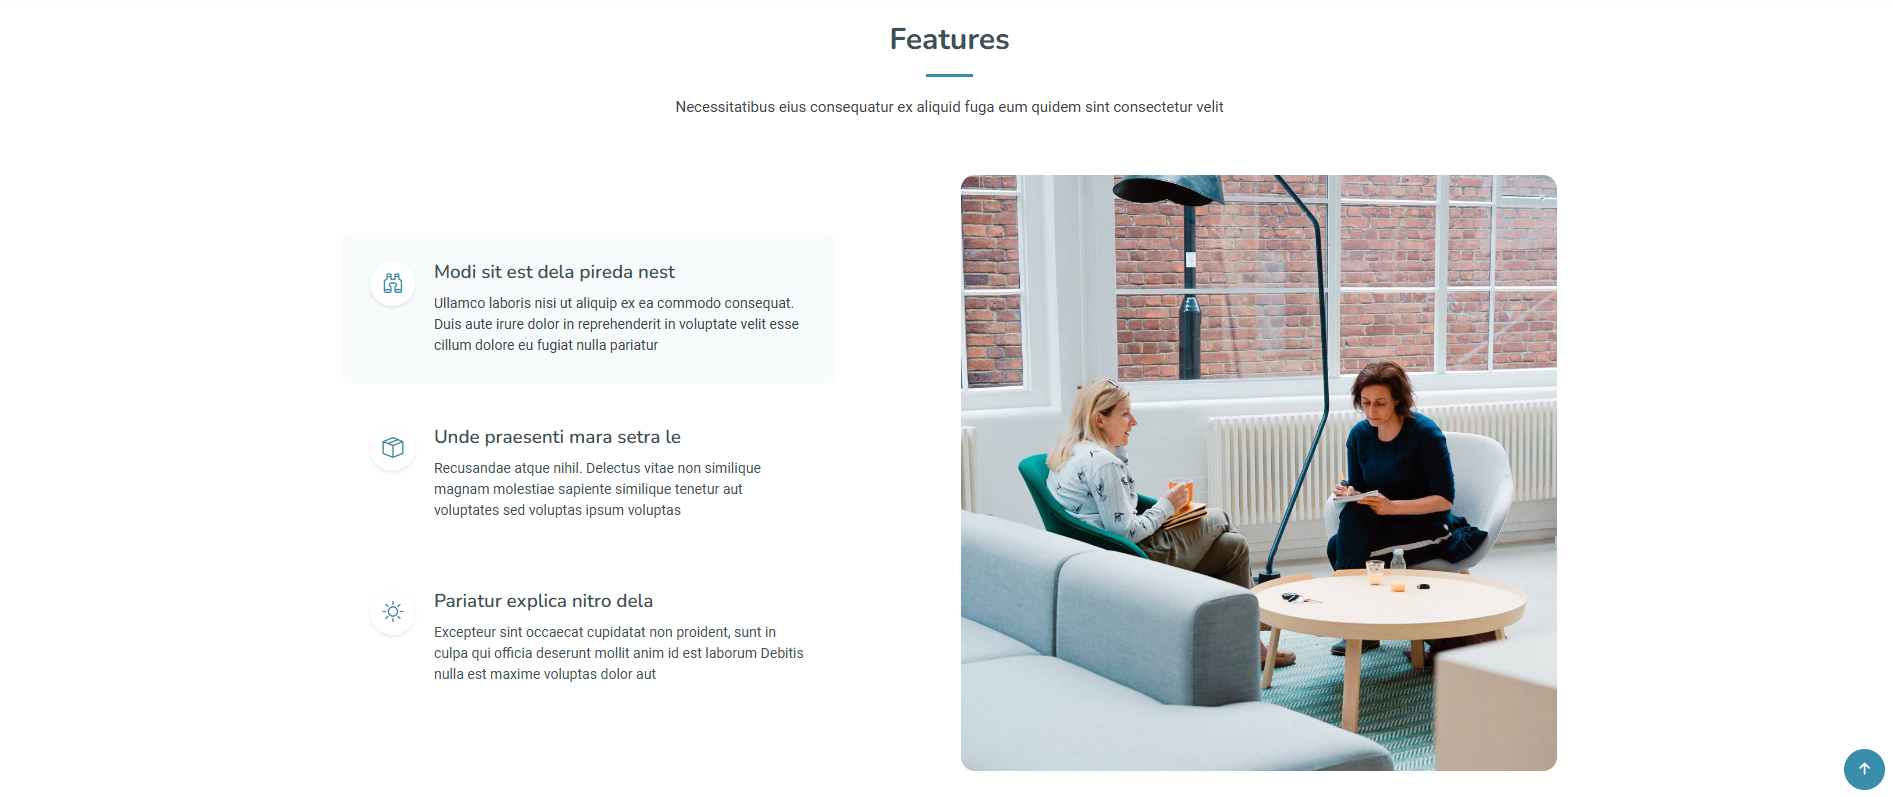 Features
Necessitatibus eius consequatur ex aliquid fuga eum quidem sint consectetur velit
Modi sit est dela pireda nest
Ullamco laboris nisi ut aliquip ex ea commodo consequat.
Duis aute irure dolor in reprehenderit in voluptate velit esse
cillum dolore eu fugiat nulla pariatur
Unde praesenti mara setra le
Recusandae atque nihil. Delectus vitae non similique
magnam molestiae sapiente similique tenetur aut
voluptates sed voluptas ipsum voluptas
Pariatur explica nitro dela
Excepteur sint occaecat cupidatat non proident, sunt in
culpa qui officia deserunt mollit anim id est laborum Debitis
nulla est maxime voluptas dolor aut